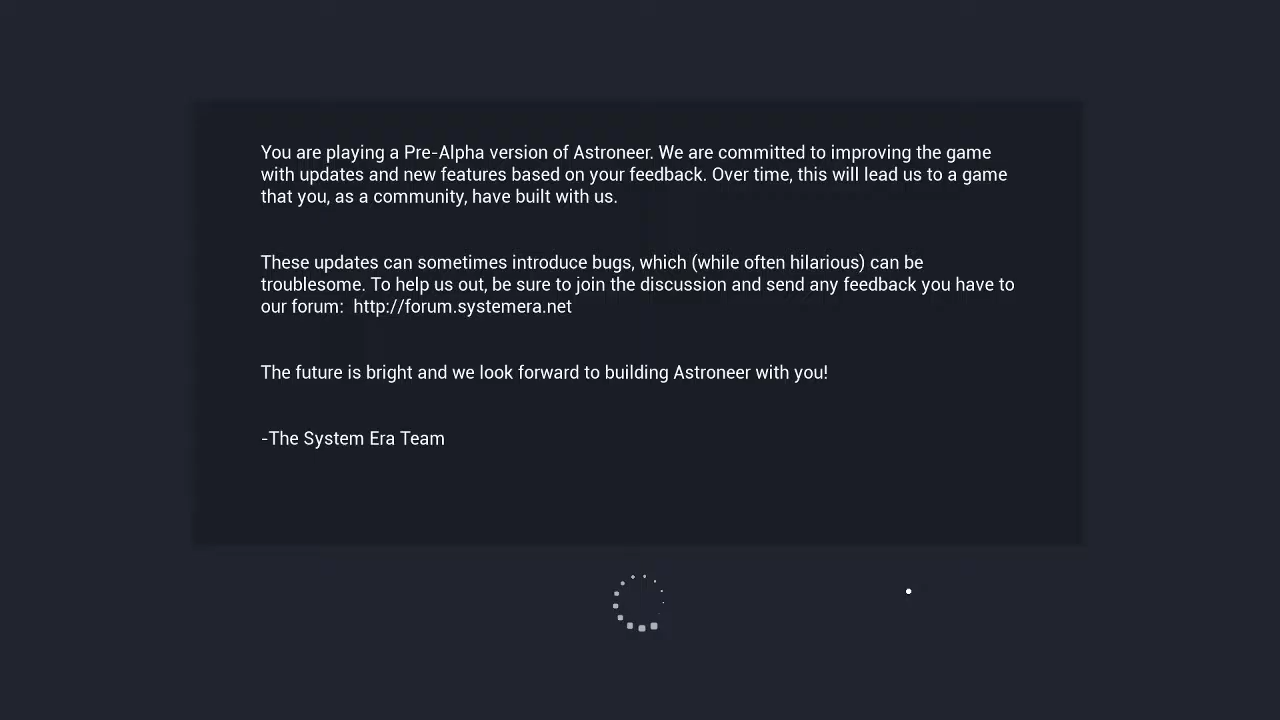 You are playing a Pre-Alpha version of Astroneer. We are committed to improving the game
with updates and new features based on your feedback. Over time, this will lead us to a game
that you, as a community, have built with us.
These updates can sometimes introduce bugs, which (while often hilarious) can be
troublesome. To help us out, be sure to join the discussion and send any feedback you have to
our forum:  http://forum.systemera.net
The future is bright and we look forward to building Astroneer with you!
-The System Era Team